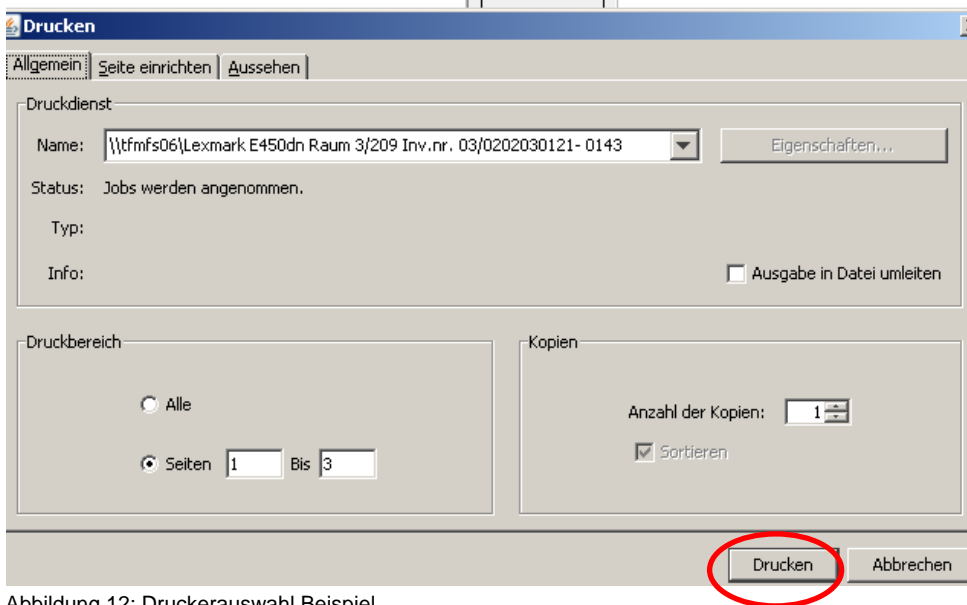 Drucken
Allgemein Seite einrichten Aussehen
Druckdienst
Name: \\tfmfs06\Lexmark E450dn Raum 3/209 Inv.nr. 03/0202030121- 0143 Eigenschaften...
Status: Jobs werden angenommen.
Typ:
Info: Ausgabe in Datei umleiten
Druckbereich Kopien
Alle
Anzahl der Kopien: 1
Sortieren
Seiten 1 Bis 3
Drucken Abbrechen
Abbildung 12: Druckerauswahl Beispiel